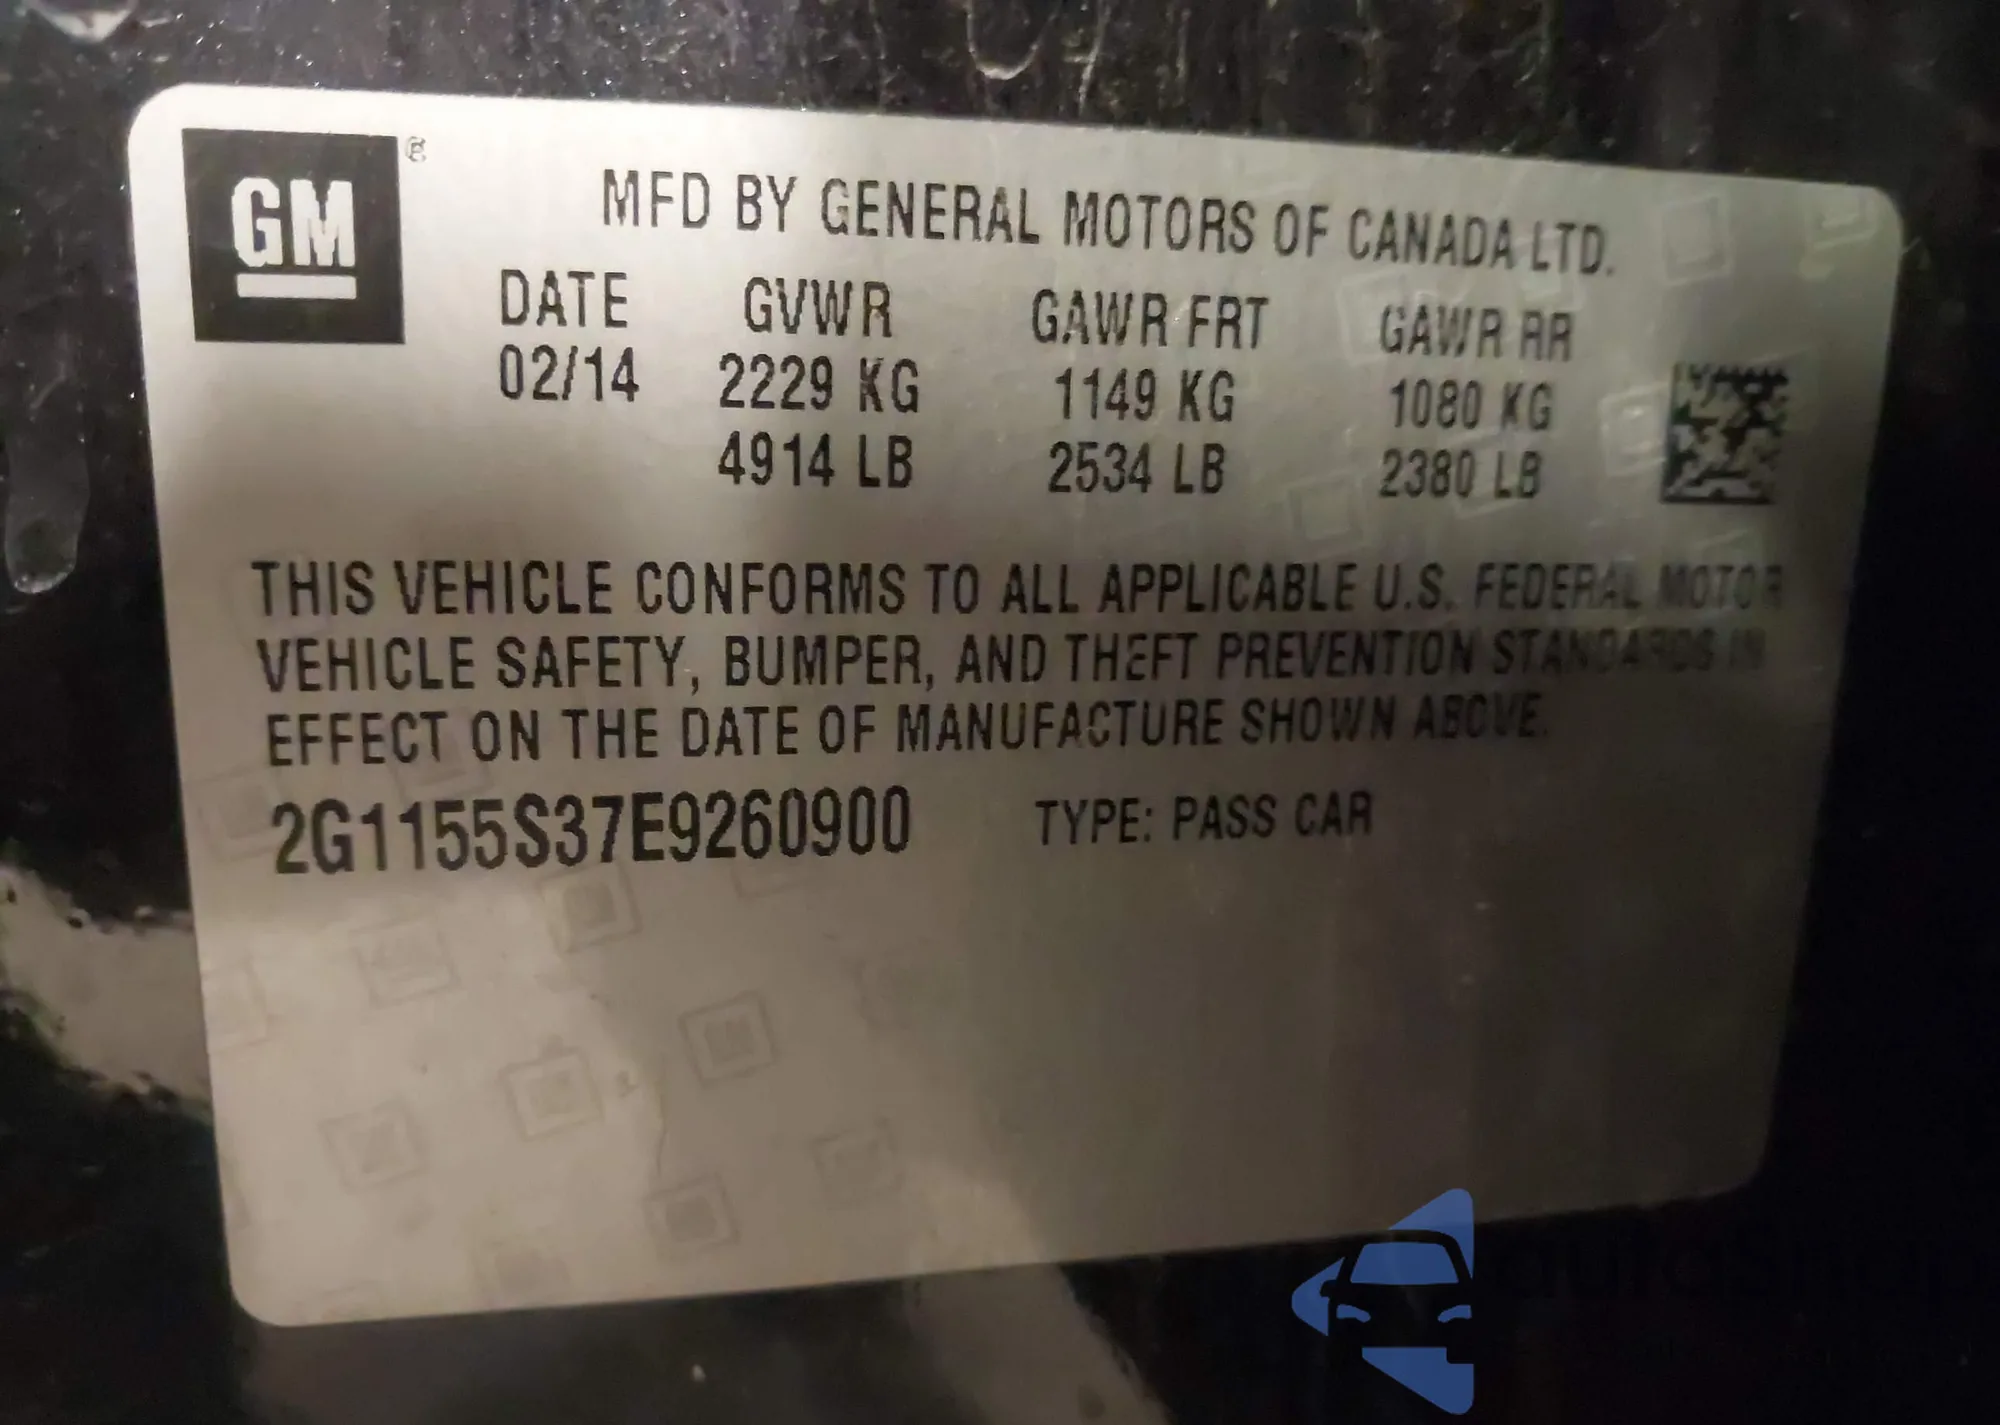 GM®
MFD BY GENERAL MOTORS OF CANADA LTD.
DATE GVWR GAWR FRT GAWR RR
02/14 2229 KG 1149 KG 1080 KG
4914 LB 2534 LB 2380 LB
THIS VEHICLE CONFORMS TO ALL APPLICABLE U.S. FEDERAL MOTOR
VEHICLE SAFETY, BUMPER, AND THEFT PREVENTION STANDARDS IN
EFFECT ON THE DATE OF MANUFACTURE SHOWN ABOVE.
2G1155S37E9260900 TYPE: PASS CAR